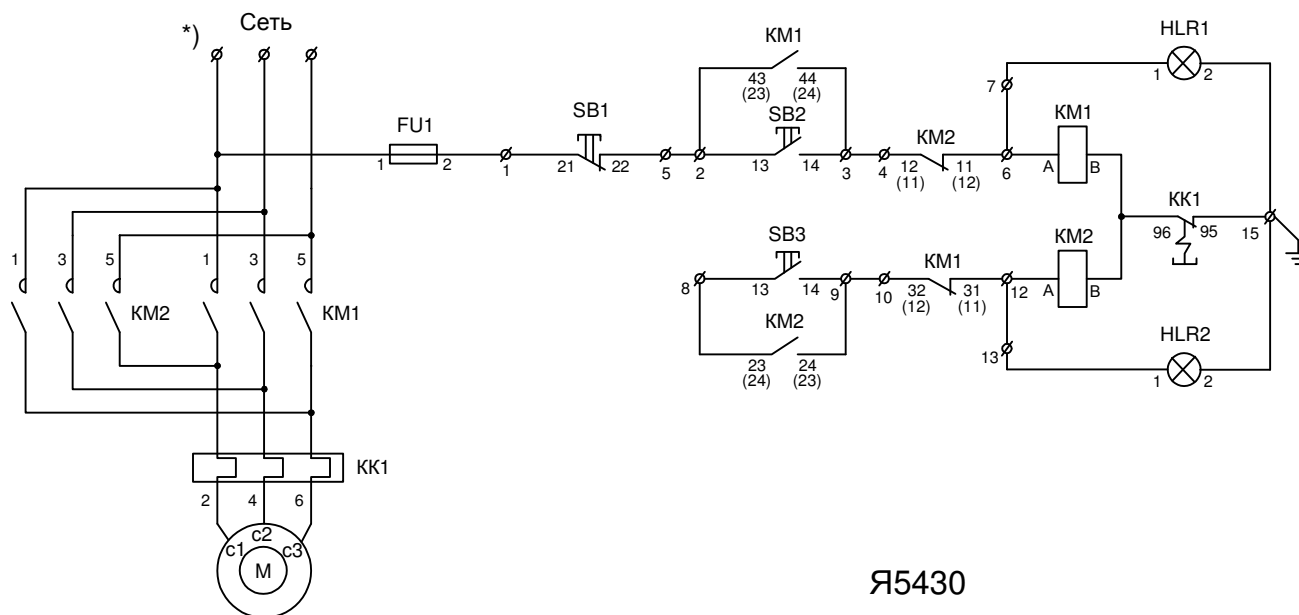 *) Сеть
KM1
HLR1
43 44
(23) (24)
1 2
7
FU1
SB1
SB2
KM2
KM1
1 2
1
21 22
5
2
13 14
3
4
12 11
(11) (12)
6
A B
KK1
96 95
15
SB3
KM1
KM2
1 3 5 1 3 5
8
13 14
9
10
32 31
(12) (11)
12
A B
KM2
KM1
KM2
HLR2
13
23 24
(24) (23)
1 2
KK1
2 4 6
c1 c2 c3
M
Я5430